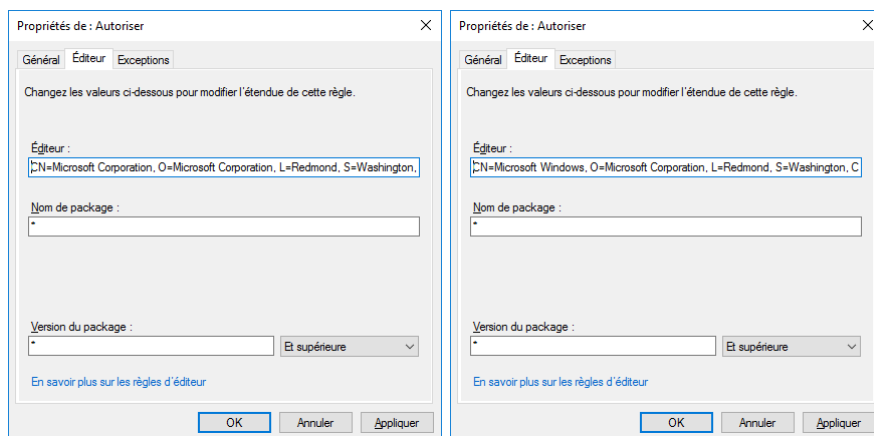 Propriétés de : Autoriser
Général Éditeur Exceptions
Changez les valeurs ci-dessous pour modifier l'étendue de cette règle.
Éditeur :
CN=Microsoft Corporation, O=Microsoft Corporation, L=Redmond, S=Washington,
Nom de package :
*
Version du package :
* Et supérieure
En savoir plus sur les règles d'éditeur
OK Annuler Appliquer
Propriétés de : Autoriser
Général Éditeur Exceptions
Changez les valeurs ci-dessous pour modifier l'étendue de cette règle.
Éditeur :
CN=Microsoft Windows, O=Microsoft Corporation, L=Redmond, S=Washington, C
Nom de package :
*
Version du package :
* Et supérieure
En savoir plus sur les règles d'éditeur
OK Annuler Appliquer